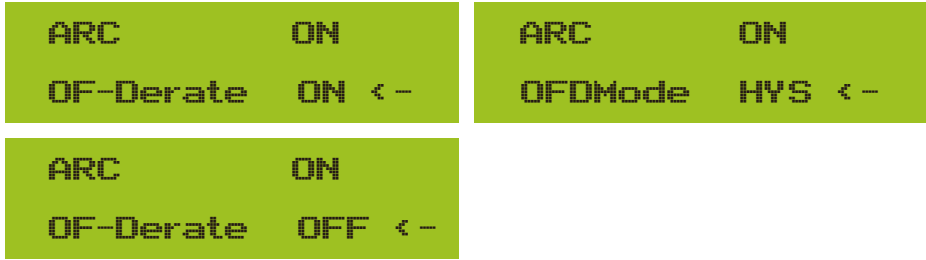 ARC ON
OF-Derate ON <-
ARC ON
OFDMode HYS <-
ARC ON
OF-Derate OFF <-